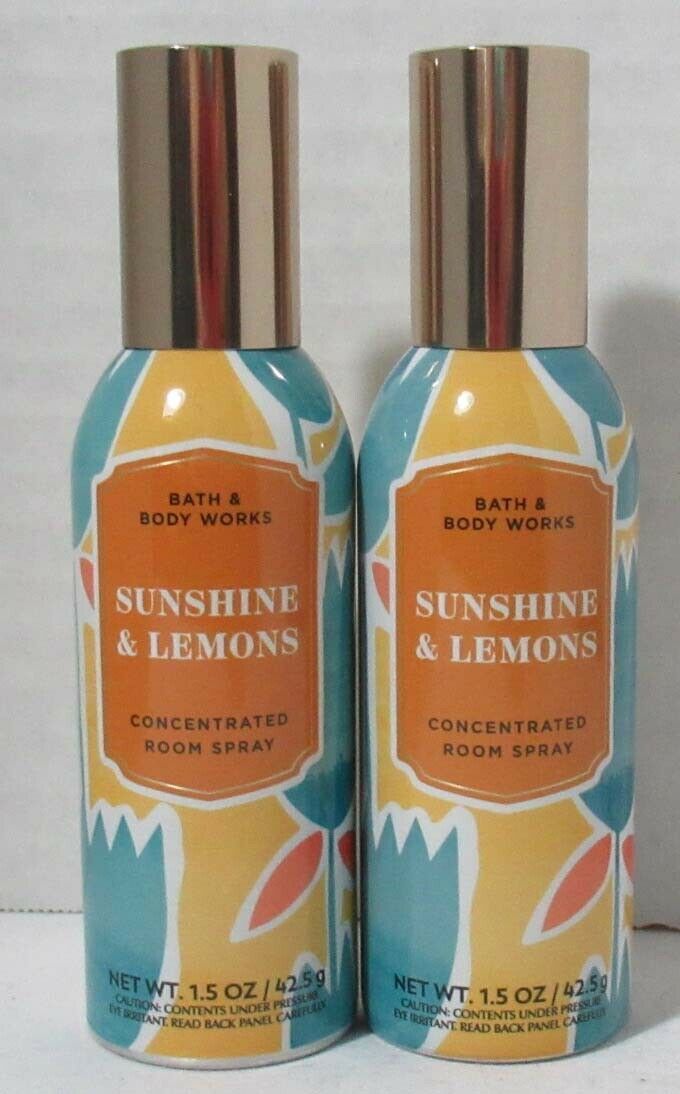 BATH &
BODY WORKS
SUNSHINE
& LEMONS
CONCENTRATED
ROOM SPRAY
NET WT. 1.5 OZ / 42.5 g
CAUTION: CONTENTS UNDER PRESSURE
EYE IRRITANT. READ BACK PANEL CAREFULLY.
BATH &
BODY WORKS
SUNSHINE
& LEMONS
CONCENTRATED
ROOM SPRAY
NET WT. 1.5 OZ / 42.5g
CAUTION: CONTENTS UNDER PRESSURE
EYE IRRITANT. READ BACK PANEL CAREFULLY.